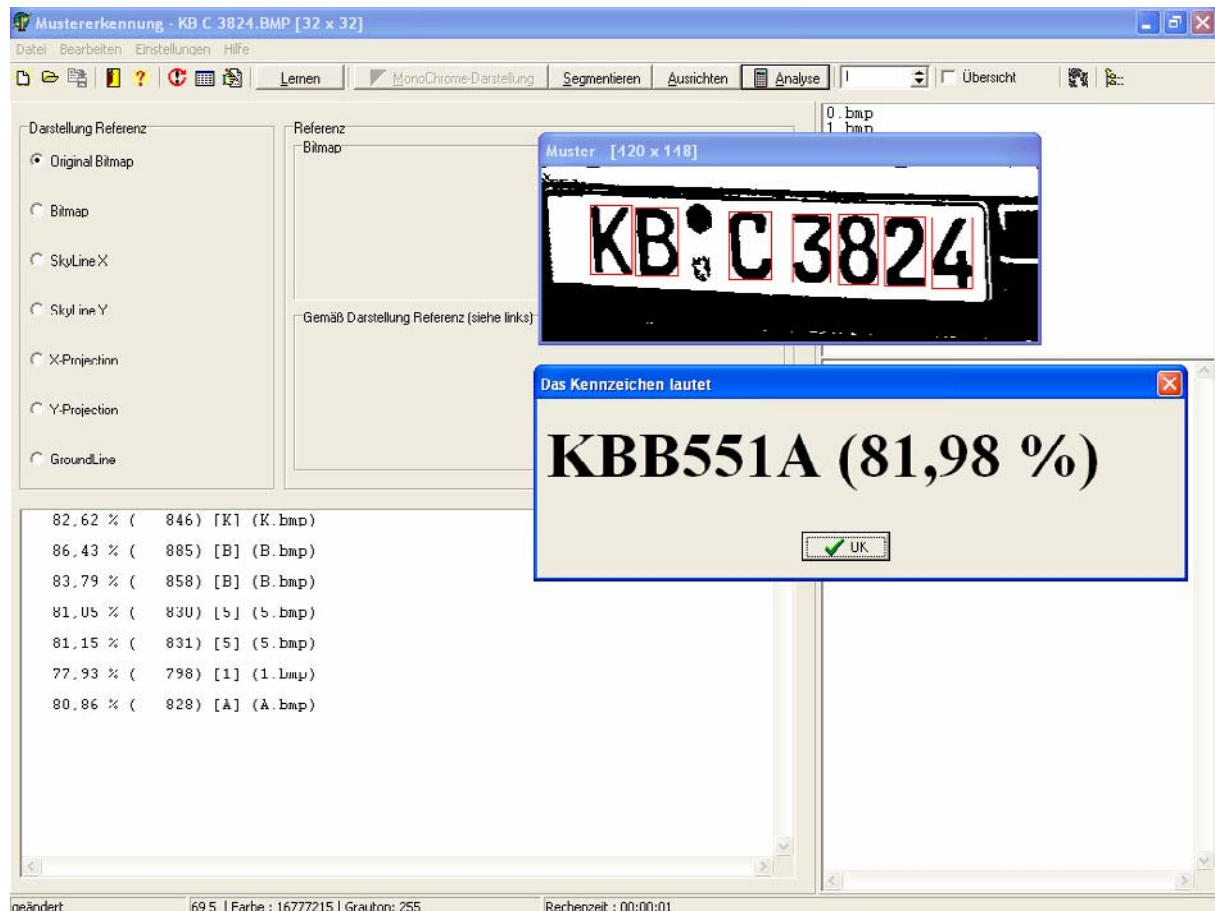 Mustererkennung - KB C 3824.BMP [32 x 32]
Datei Bearbeiten Einstellungen Hilfe
Lernen MonoChrome-Darstellung Segmentieren Ausrichten Analyse Übersicht
Darstellung Referenz
Original Bitmap
Bitmap
SkyLine X
SkyLine Y
X-Projection
Y-Projection
GroundLine
Referenz
Bitmap
Gemäß Darstellung Referenz (siehe links)
0.bmp
1.bmp
Muster [420 x 148]
KB C 3824
Das Kennzeichen lautet
KBB551A (81,98 %)
OK
82,62 % ( 846) [K] (K.bmp)
86,43 % ( 885) [B] (B.bmp)
83,79 % ( 858) [B] (B.bmp)
81,05 % ( 830) [5] (5.bmp)
81,15 % ( 831) [5] (5.bmp)
77,93 % ( 798) [1] (1.bmp)
80,86 % ( 828) [A] (A.bmp)
geändert
69,5 | Farbe : 16777215 | Grauton: 255
Rechenzeit : 00:00:01